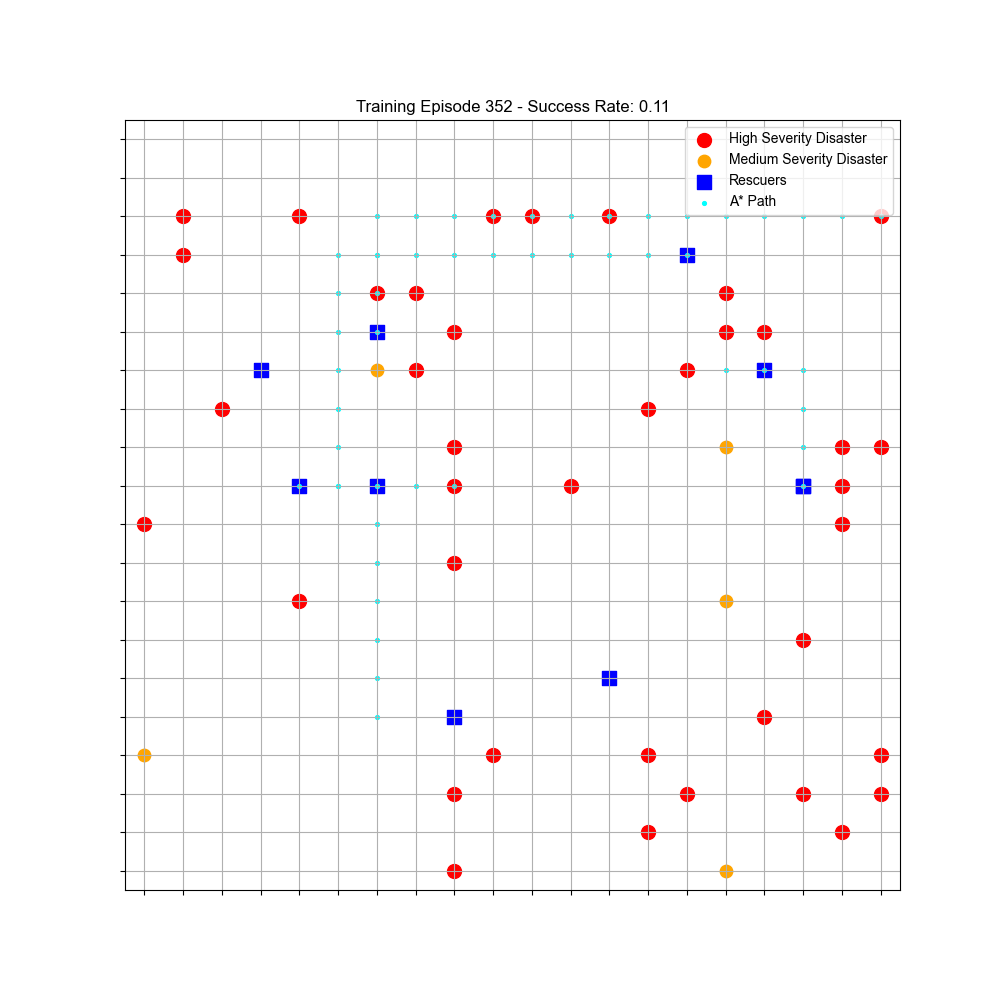 Training Episode 352 - Success Rate: 0.11
High Severity Disaster
Medium Severity Disaster
Rescuers
A* Path